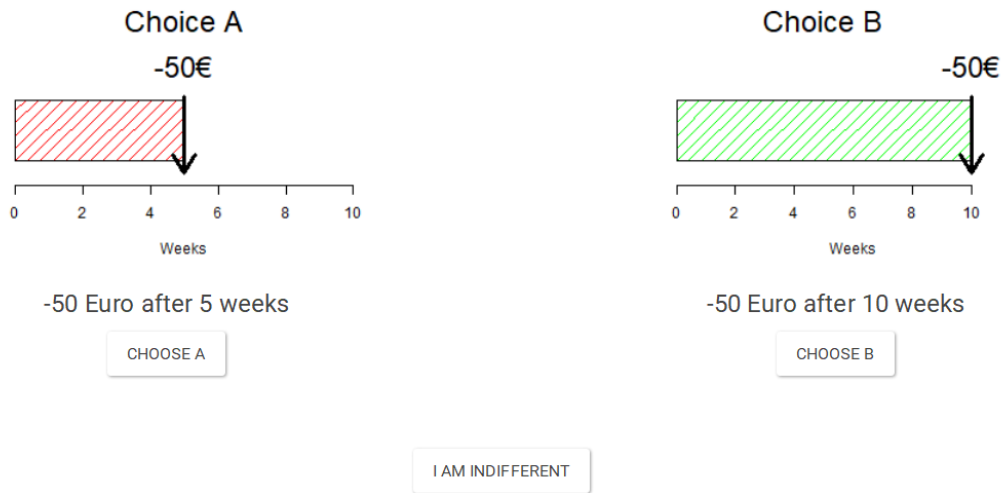 Choice A
-50€
0 2 4 6 8 10
Weeks
-50 Euro after 5 weeks
CHOOSE A
Choice B
-50€
0 2 4 6 8 10
Weeks
-50 Euro after 10 weeks
CHOOSE B
I AM INDIFFERENT